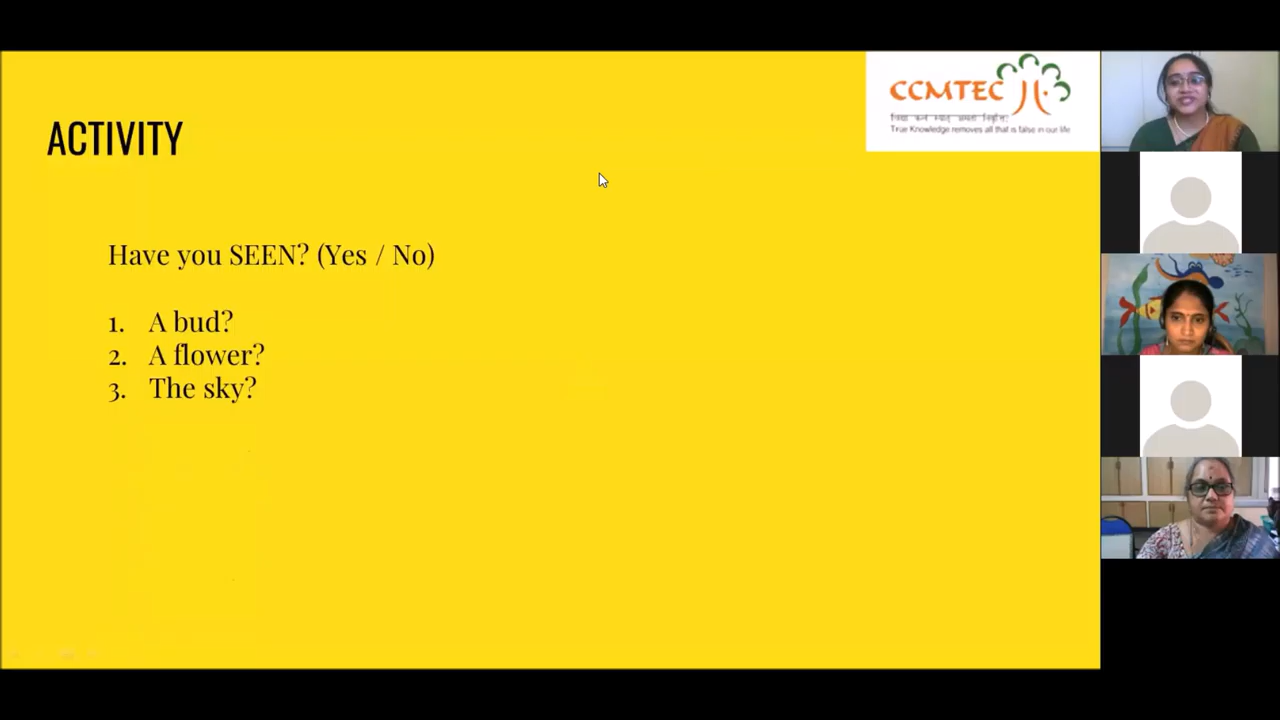 ACTIVITY
CCMTEC
True Knowledge removes all that is false in our life
Have you SEEN? (Yes / No)
1. A bud?
2. A flower?
3. The sky?